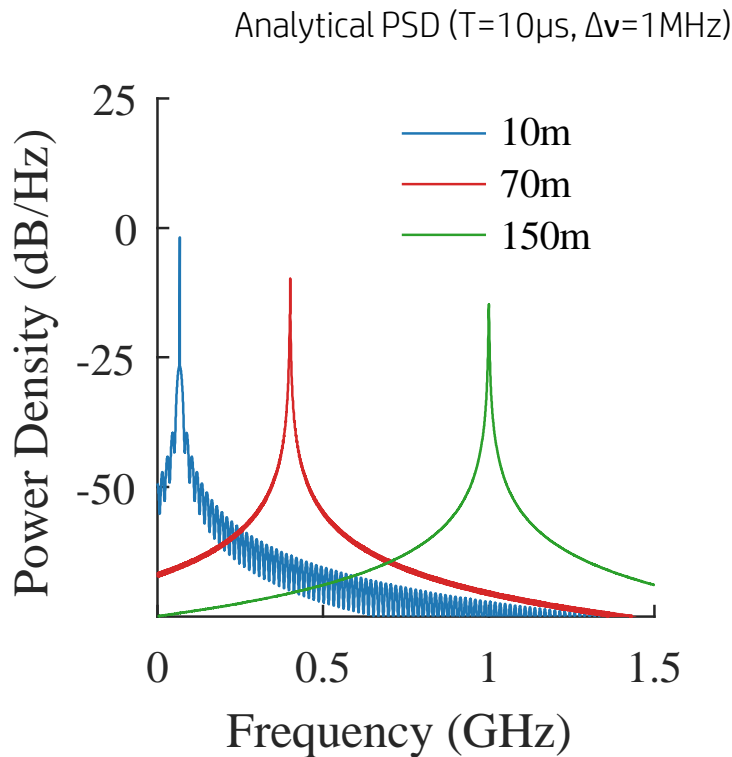 Analytical PSD (T=10µs, Δν=1MHz)
25
0
-25
-50
Power Density (dB/Hz)
10m
70m
150m
0 0.5 1 1.5
Frequency (GHz)